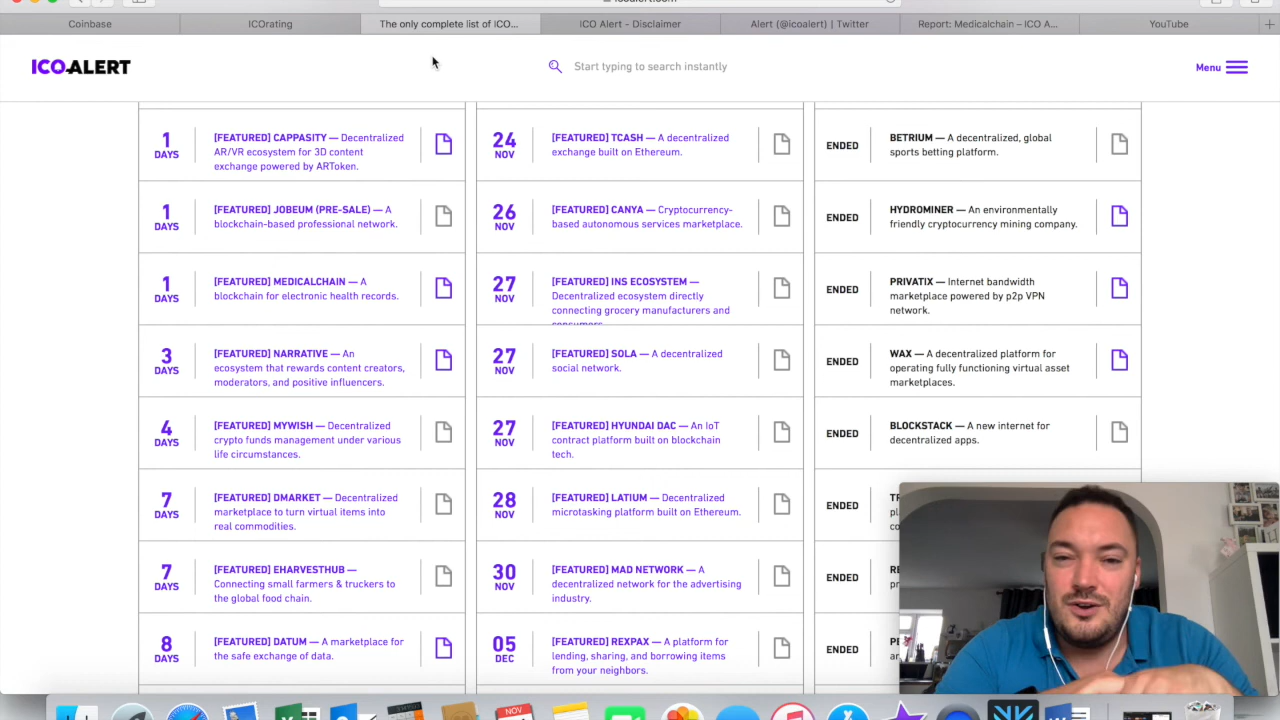 icoalert.com
Coinbase
ICOrating
The only complete list of ICO...
ICO Alert - Disclaimer
Alert (@icoalert) | Twitter
Report: Medicalchain – ICO A...
YouTube
ICO ALERT
Start typing to search instantly
Menu
1 DAYS
[FEATURED] CAPPASITY — Decentralized
AR/VR ecosystem for 3D content
exchange powered by ARToken.
1 DAYS
[FEATURED] JOBEUM (PRE-SALE) — A
blockchain-based professional network.
1 DAYS
[FEATURED] MEDICALCHAIN — A
blockchain for electronic health records.
3 DAYS
[FEATURED] NARRATIVE — An
ecosystem that rewards content creators,
moderators, and positive influencers.
4 DAYS
[FEATURED] MYWISH — Decentralized
crypto funds management under various
life circumstances.
7 DAYS
[FEATURED] DMARKET — Decentralized
marketplace to turn virtual items into
real commodities.
7 DAYS
[FEATURED] EHARVESTHUB —
Connecting small farmers & truckers to
the global food chain.
8 DAYS
[FEATURED] DATUM — A marketplace for
the safe exchange of data.
24 NOV
[FEATURED] TCASH — A decentralized
exchange built on Ethereum.
26 NOV
[FEATURED] CANYA — Cryptocurrency-
based autonomous services marketplace.
27 NOV
[FEATURED] INS ECOSYSTEM —
Decentralized ecosystem directly
connecting grocery manufacturers and
consumers.
27 NOV
[FEATURED] SOLA — A decentralized
social network.
27 NOV
[FEATURED] HYUNDAI DAC — An IoT
contract platform built on blockchain
tech.
28 NOV
[FEATURED] LATIUM — Decentralized
microtasking platform built on Ethereum.
30 NOV
[FEATURED] MAD NETWORK — A
decentralized network for the advertising
industry.
05 DEC
[FEATURED] REXPAX — A platform for
lending, sharing, and borrowing items
from your neighbors.
ENDED
BETRIUM — A decentralized, global
sports betting platform.
ENDED
HYDROMINER — An environmentally
friendly cryptocurrency mining company.
ENDED
PRIVATIX — Internet bandwidth
marketplace powered by p2p VPN
network.
ENDED
WAX — A decentralized platform for
operating fully functioning virtual asset
marketplaces.
ENDED
BLOCKSTACK — A new internet for
decentralized apps.
ENDED
ENDED
ENDED
NOV